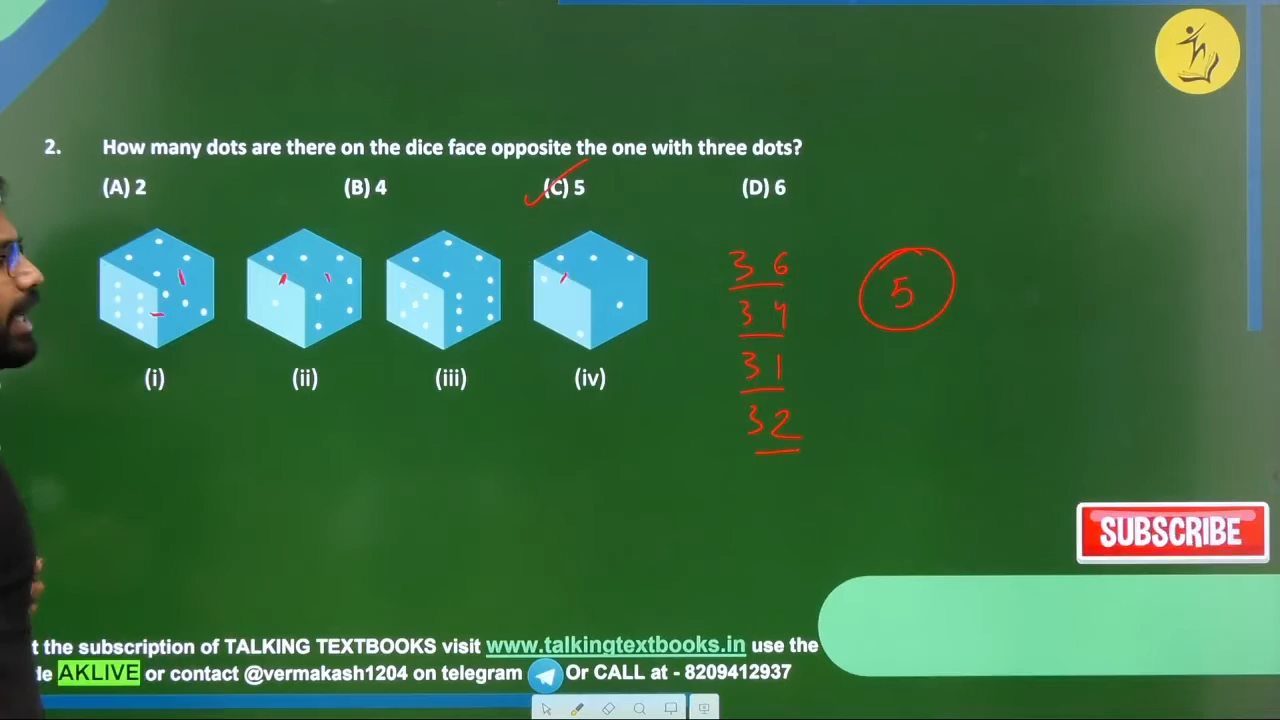 2. How many dots are there on the dice face opposite the one with three dots?
(A) 2 (B) 4 (C) 5 (D) 6
3 6
3 4
3 1
3 2
5
(i) (ii) (iii) (iv)
SUBSCRIBE
t the subscription of TALKING TEXTBOOKS visit www.talkingtextbooks.in use the
de AKLIVE or contact @vermakash1204 on telegram Or CALL at - 8209412937